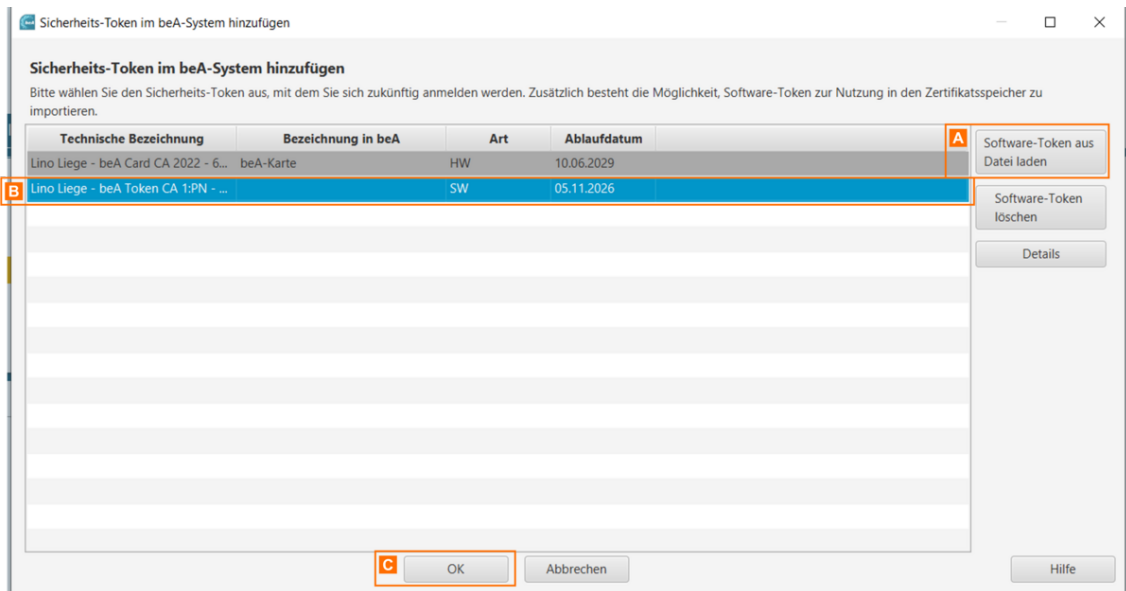 Sicherheits-Token im beA-System hinzufügen
Sicherheits-Token im beA-System hinzufügen
Bitte wählen Sie den Sicherheits-Token aus, mit dem Sie sich zukünftig anmelden werden. Zusätzlich besteht die Möglichkeit, Software-Token zur Nutzung in den Zertifikatsspeicher zu
importieren.
Technische Bezeichnung Bezeichnung in beA Art Ablaufdatum
A Software-Token aus
Datei laden
Lino Liege - beA Card CA 2022 - 6... beA-Karte HW 10.06.2029
B Lino Liege - beA Token CA 1:PN - ... SW 05.11.2026
Software-Token
löschen
Details
C OK Abbrechen Hilfe